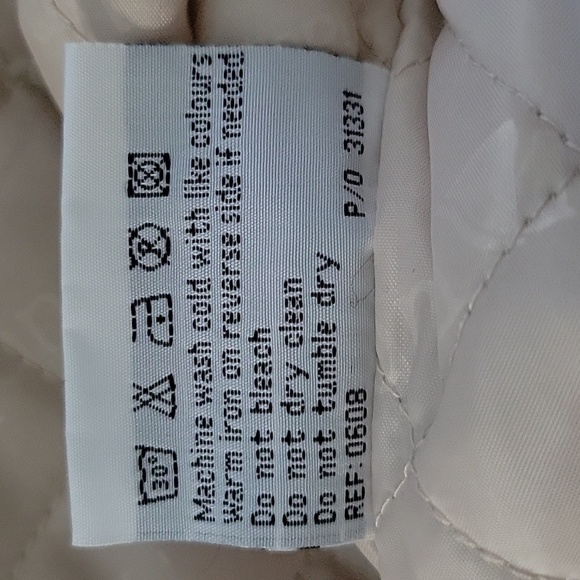 30°
P
Machine wash cold with like colours
Warm iron on reverse side if needed
Do not bleach
Do not dry clean
Do not tumble dry
REF:0608 P/O 31331